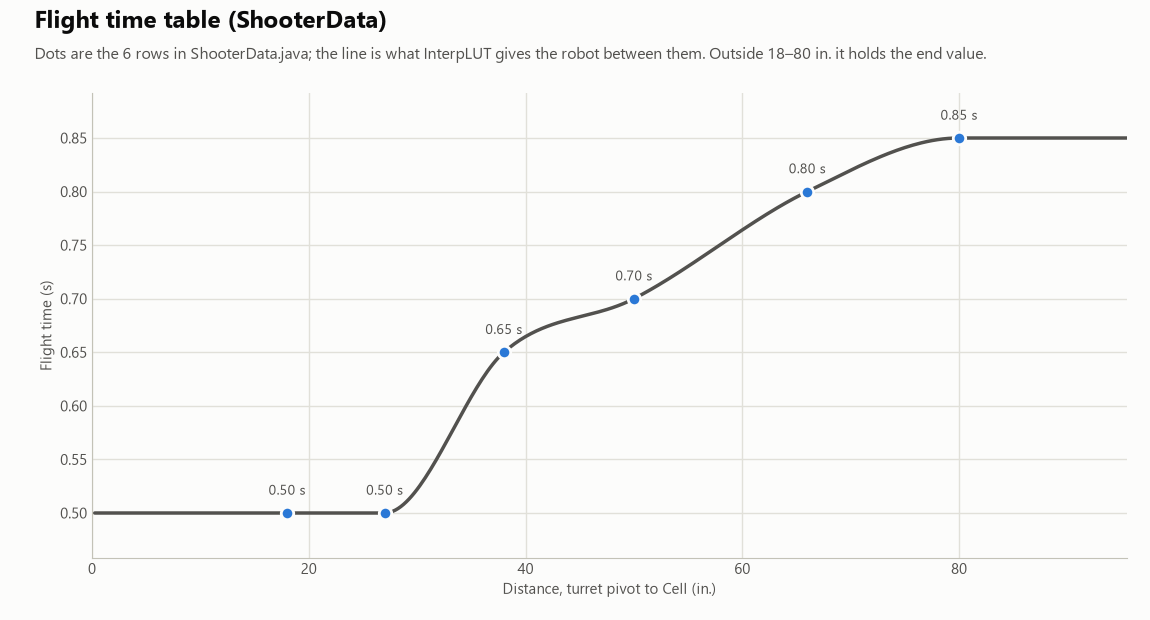 Flight time table (ShooterData)
Dots are the 6 rows in ShooterData.java; the line is what InterpLUT gives the robot between them. Outside 18–80 in. it holds the end value.
0.85 s
0.85
0.80 s
0.80
0.75
0.70 s
0.70
0.65 s
0.65
0.60
0.55
0.50 s
0.50 s
0.50
Flight time (s)
0
20
40
60
80
Distance, turret pivot to Cell (in.)